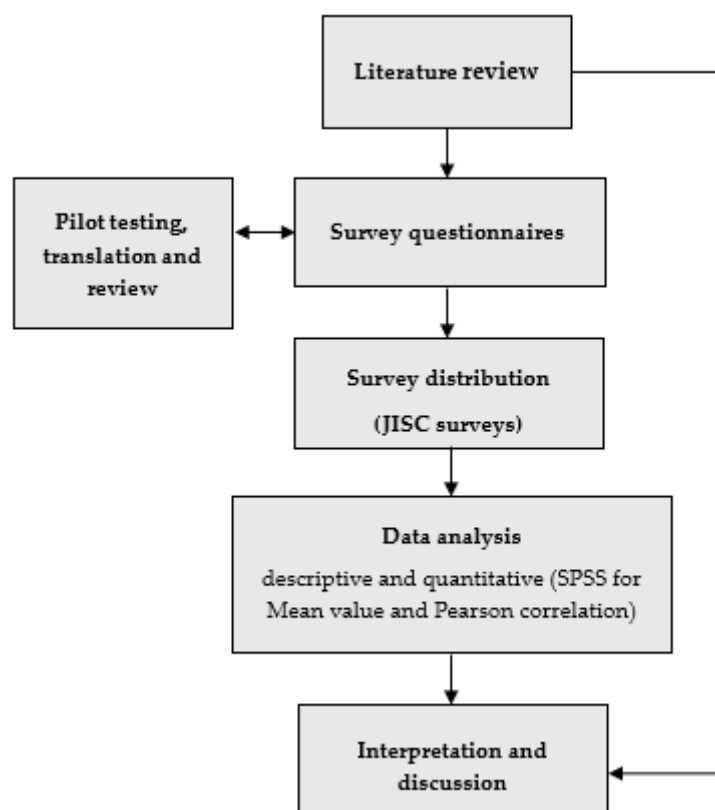 Literature review
Pilot testing,
translation and
review
Survey questionnaires
Survey distribution
(JISC surveys)
Data analysis
descriptive and quantitative (SPSS for
Mean value and Pearson correlation)
Interpretation and
discussion